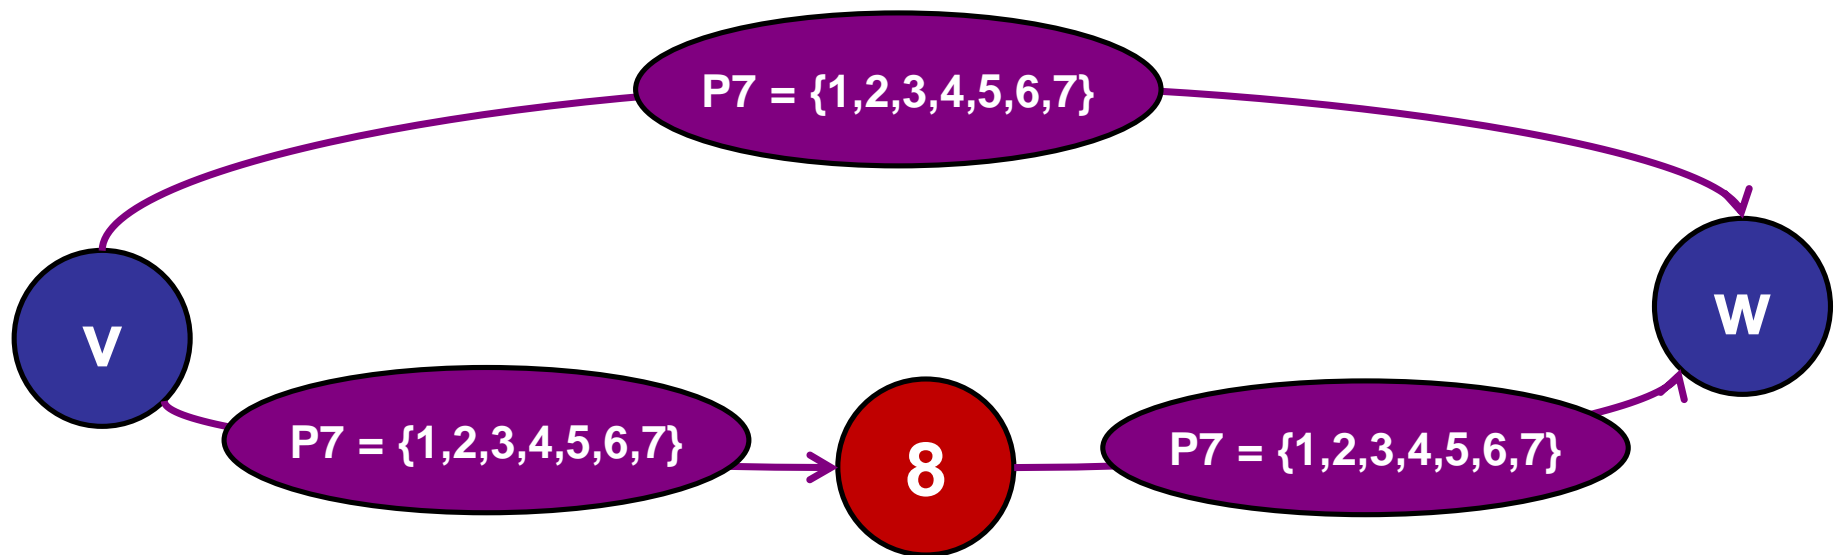 P7 = {1,2,3,4,5,6,7}
v
w
P7 = {1,2,3,4,5,6,7}
8
P7 = {1,2,3,4,5,6,7}